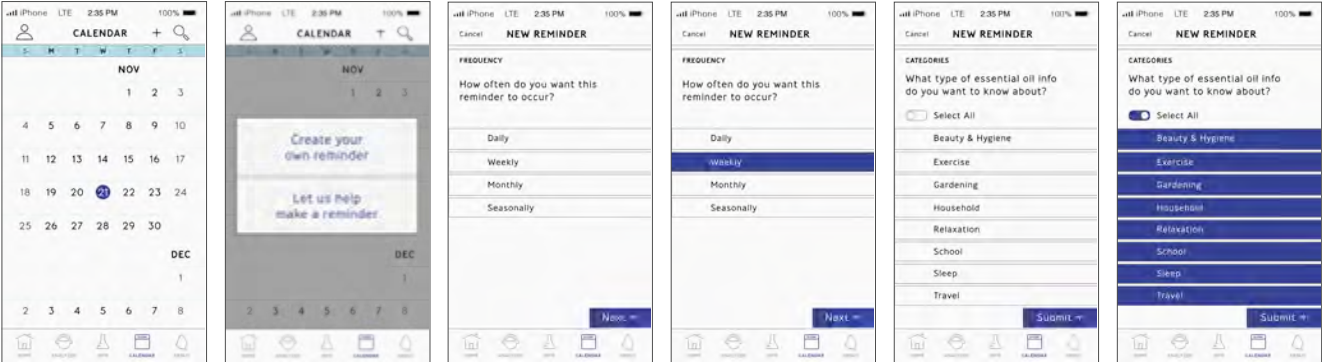 iPhone LTE 2:35 PM 100%
CALENDAR +
S M T W T F S
NOV
1 2 3
4 5 6 7 8 9 10
11 12 13 14 15 16 17
18 19 20 21 22 23 24
25 26 27 28 29 30
DEC
1
2 3 4 5 6 7 8
HOME CALENDAR
iPhone LTE 2:35 PM 100%
CALENDAR +
NOV
1 2 3
Create your
own reminder
Let us help
make a reminder
DEC
1
2 3 4 5 6 7 8
CALENDAR
iPhone LTE 2:35 PM 100%
Cancel NEW REMINDER
FREQUENCY
How often do you want this
reminder to occur?
Daily
Weekly
Monthly
Seasonally
Next
CALENDAR
iPhone LTE 2:35 PM 100%
Cancel NEW REMINDER
FREQUENCY
How often do you want this
reminder to occur?
Daily
Weekly
Monthly
Seasonally
Next
CALENDAR
iPhone LTE 2:35 PM 100%
Cancel NEW REMINDER
CATEGORIES
What type of essential oil info
do you want to know about?
Select All
Beauty & Hygiene
Exercise
Gardening
Household
Relaxation
School
Sleep
Travel
Submit
CALENDAR
iPhone LTE 2:35 PM 100%
Cancel NEW REMINDER
CATEGORIES
What type of essential oil info
do you want to know about?
Select All
Beauty & Hygiene
Exercise
Gardening
Household
Relaxation
School
Sleep
Travel
Submit
CALENDAR